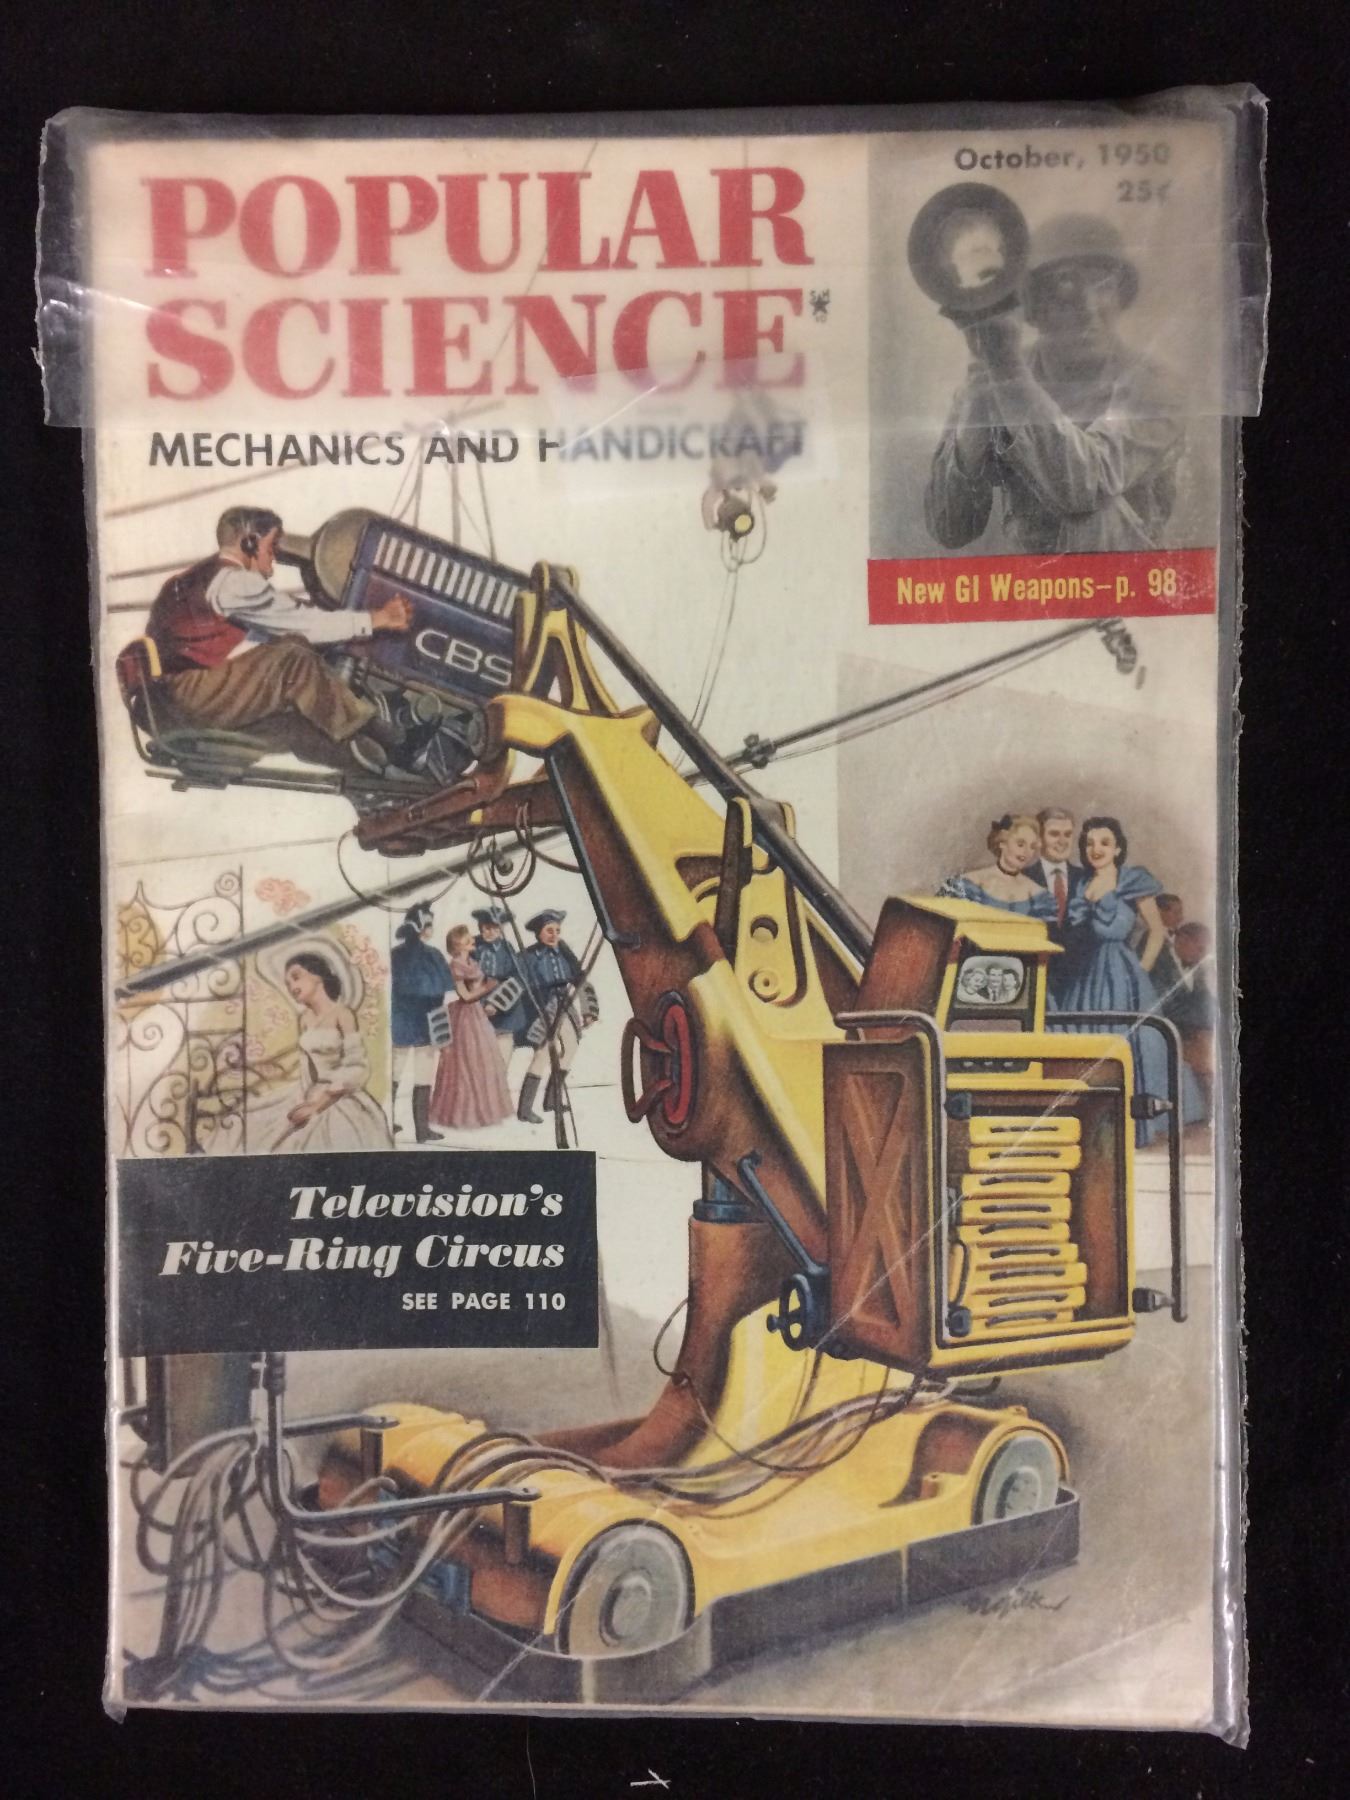 October, 1950
25¢
POPULAR
SCIENCE
MECHANICS AND HANDICRAFT
New GI Weapons—p. 98
CBS
Television's
Five-Ring Circus
SEE PAGE 110